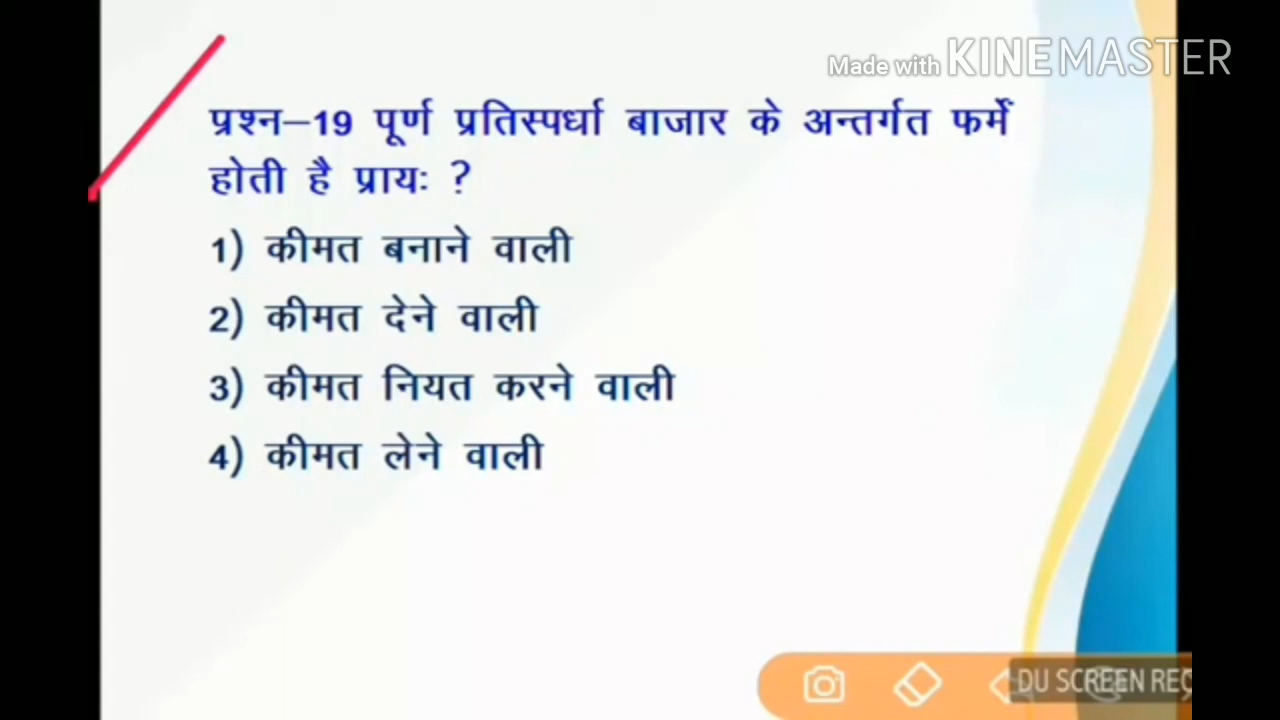 Made with KINEMASTER
प्रश्न–19 पूर्ण प्रतिस्पर्धा बाजार के अन्तर्गत फर्में
होती है प्रायः ?
1) कीमत बनाने वाली
2) कीमत देने वाली
3) कीमत नियत करने वाली
4) कीमत लेने वाली
DU SCREEN REC